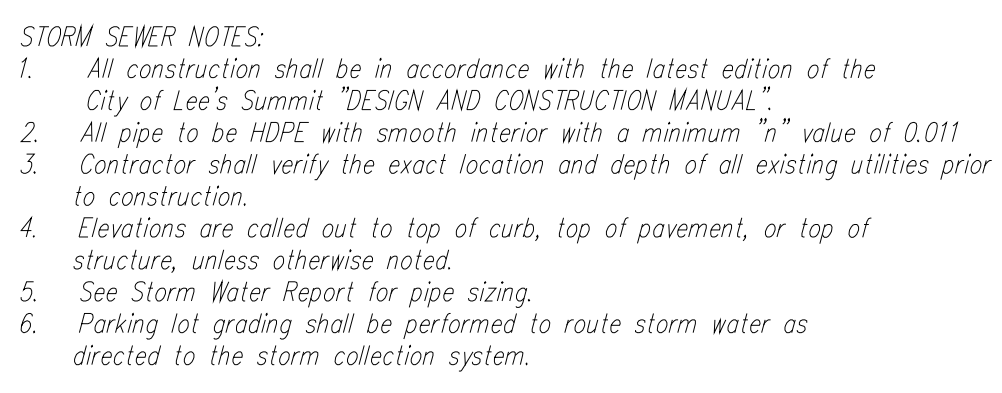 STORM SEWER NOTES:
1. All construction shall be in accordance with the latest edition of the
City of Lee's Summit "DESIGN AND CONSTRUCTION MANUAL".
2. All pipe to be HDPE with smooth interior with a minimum "n" value of 0.011
3. Contractor shall verify the exact location and depth of all existing utilities prior
to construction.
4. Elevations are called out to top of curb, top of pavement, or top of
structure, unless otherwise noted.
5. See Storm Water Report for pipe sizing.
6. Parking lot grading shall be performed to route storm water as
directed to the storm collection system.